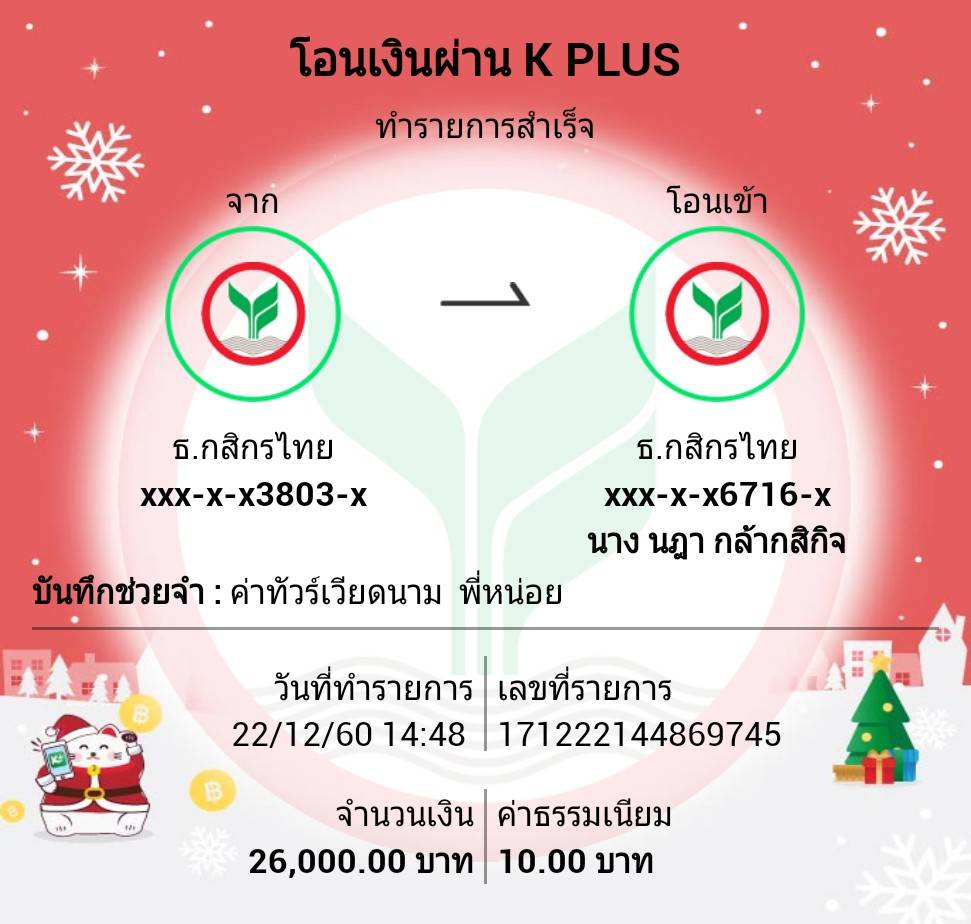 โอนเงินผ่าน K PLUS
ทำรายการสำเร็จ
จาก
โอนเข้า
ธ.กสิกรไทย
ธ.กสิกรไทย
xxx-x-x3803-x
xxx-x-x6716-x
นาง นฎา กล้ากสิกิจ
บันทึกช่วยจำ : ค่าทัวร์เวียดนาม พี่หน่อย
วันที่ทำรายการ
เลขที่รายการ
22/12/60 14:48
171222144869745
จำนวนเงิน
ค่าธรรมเนียม
26,000.00 บาท
10.00 บาท